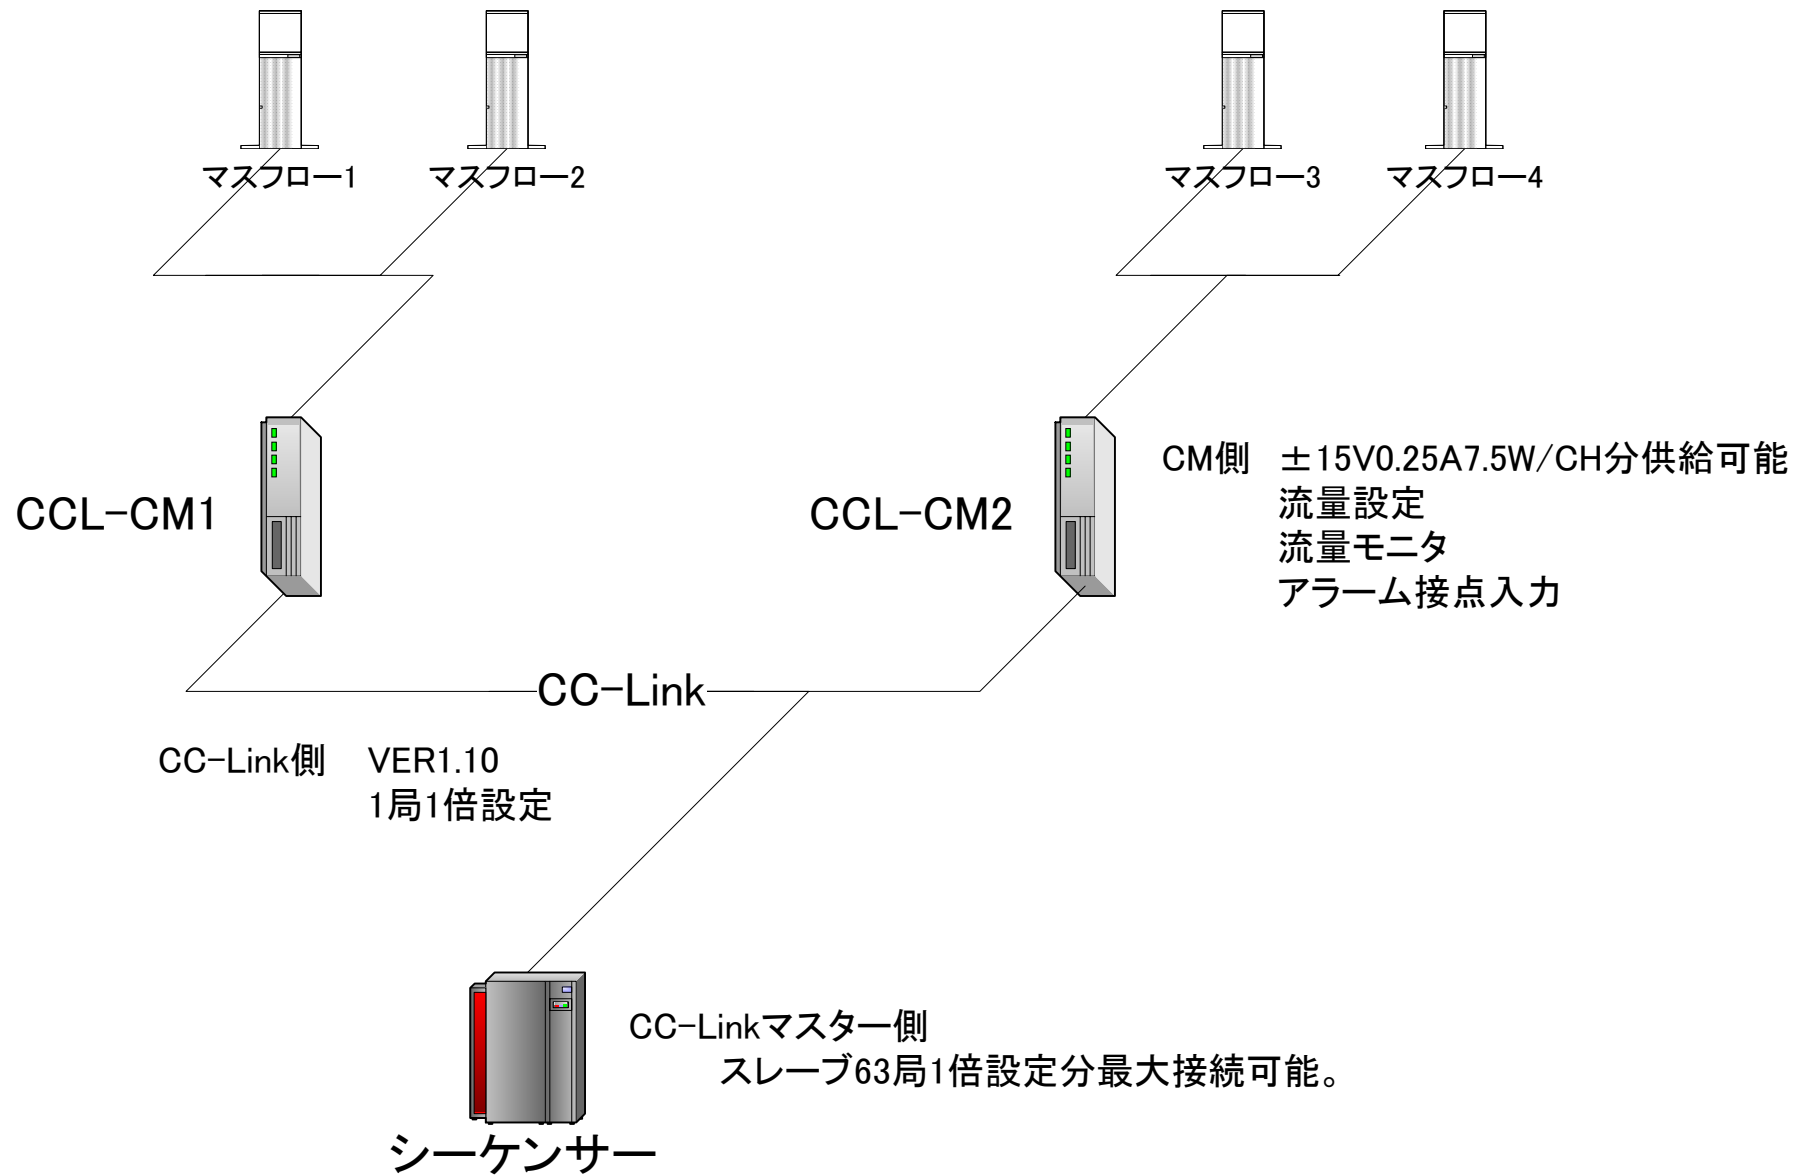 マスフロー1
マスフロー2
マスフロー3
マスフロー4
CCL-CM1
CCL-CM2
CM側 ±15V0.25A7.5W/CH分供給可能
流量設定
流量モニタ
アラーム接点入力
CC-Link
CC-Link側 VER1.10
1局1倍設定
CC-Linkマスター側
スレーブ63局1倍設定分最大接続可能。
シーケンサー